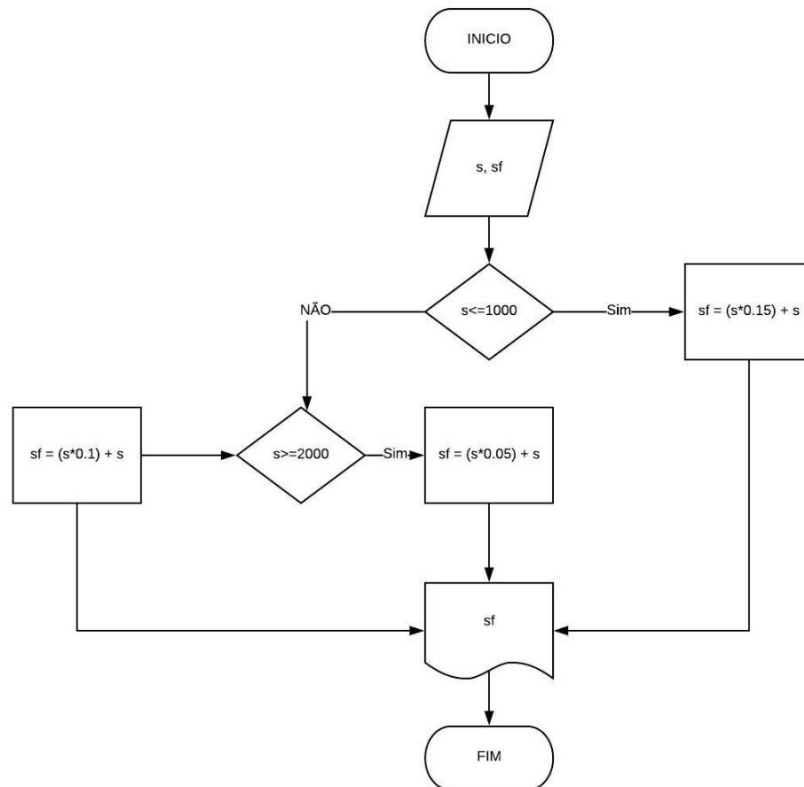 INICIO
s, sf
s<=1000
NÃO
Sim
sf = (s*0.15) + s
sf = (s*0.1) + s
s>=2000
Sim
sf = (s*0.05) + s
sf
FIM